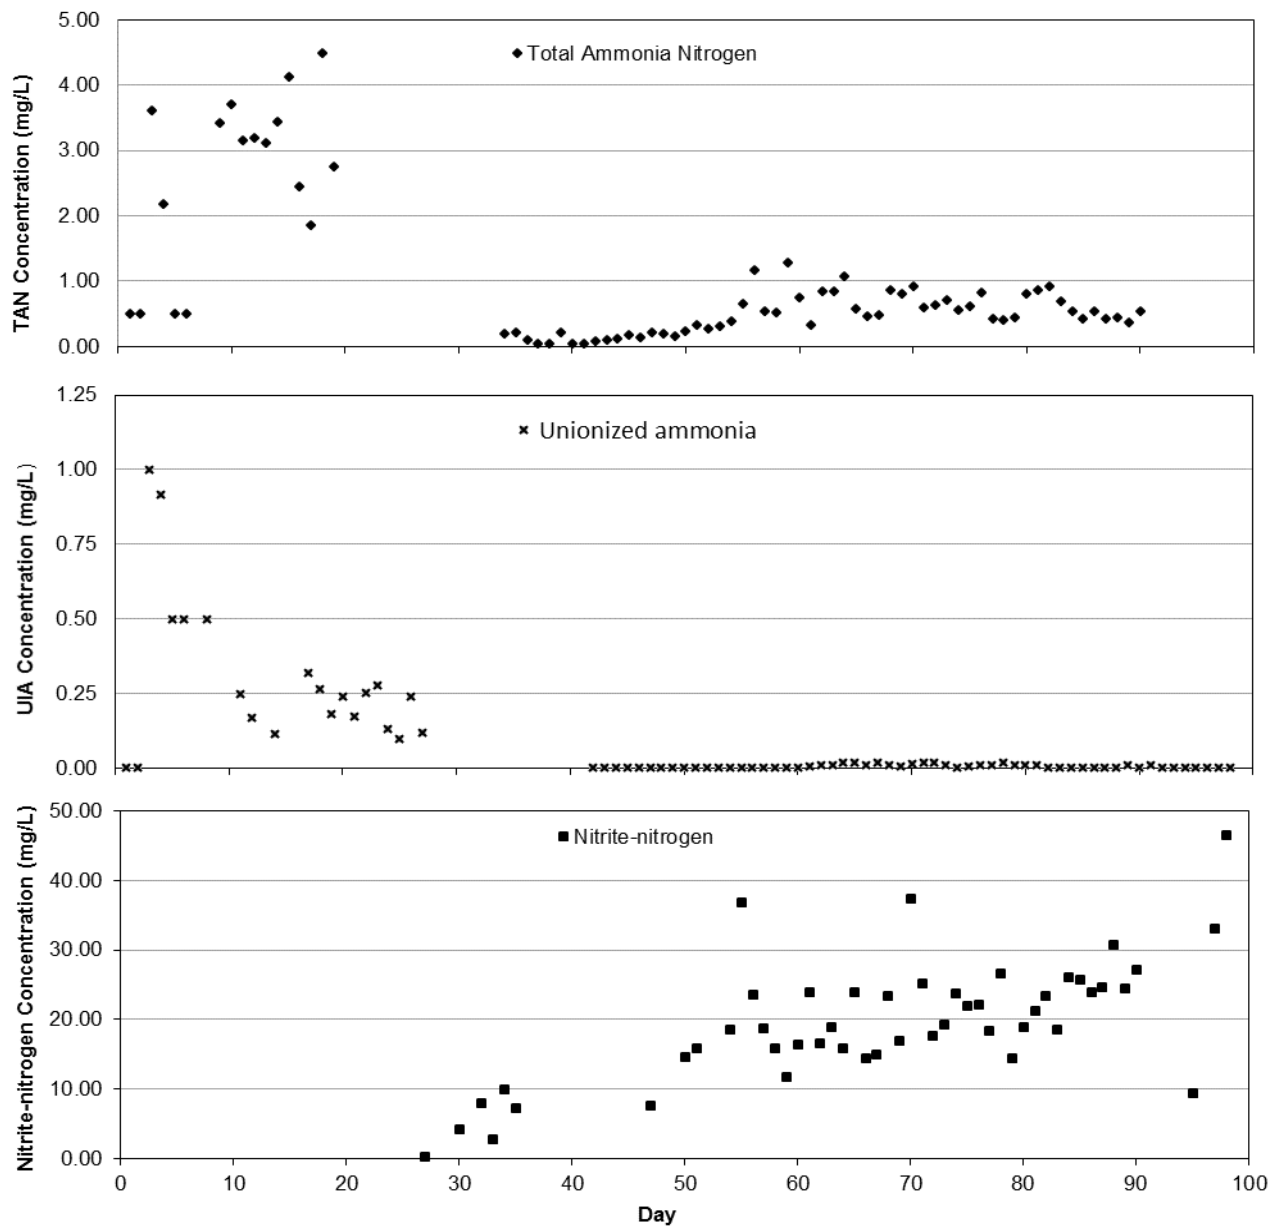 5.00
Total Ammonia Nitrogen
4.00
3.00
2.00
1.00
0.00
TAN Concentration (mg/L)
1.25
Unionized ammonia
1.00
0.75
0.50
0.25
0.00
UIA Concentration (mg/L)
50.00
Nitrite-nitrogen
40.00
30.00
20.00
10.00
0.00
Nitrite-nitrogen Concentration (mg/L)
0 10 20 30 40 50 60 70 80 90 100
Day